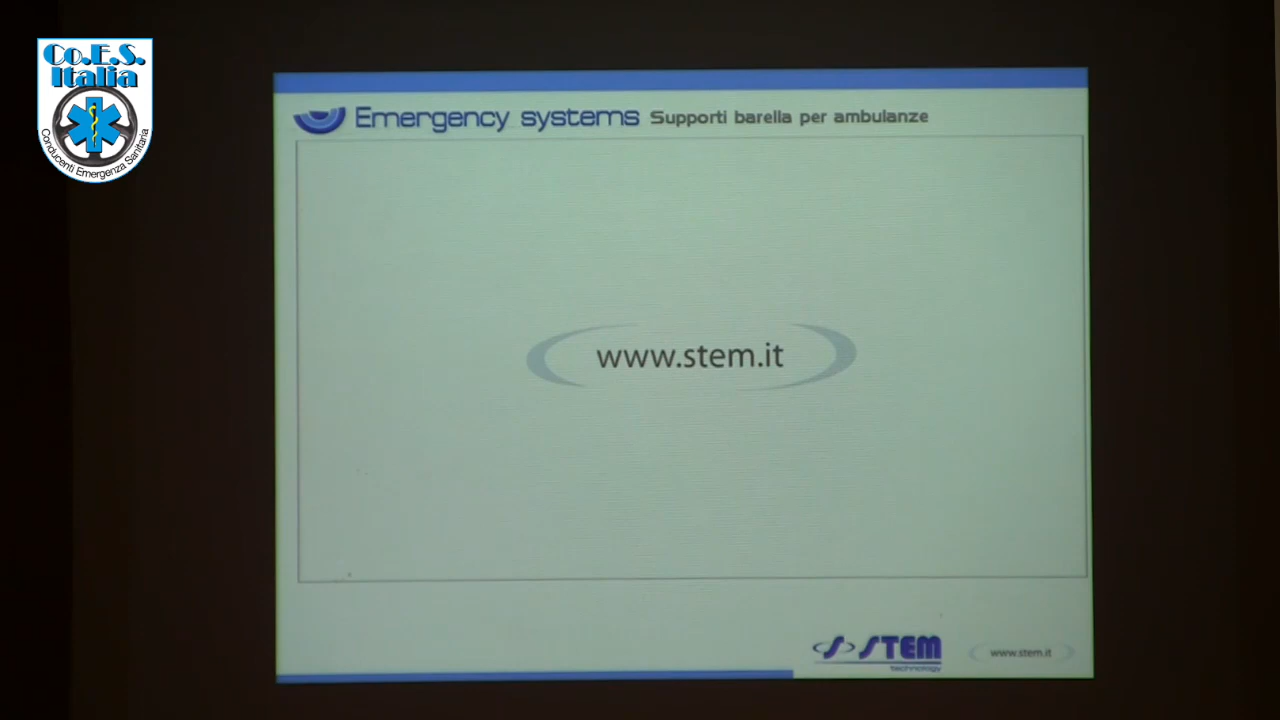 Co.E.S.
Italia
Conducenti Emergenza Sanitaria
Emergency systems Supporti barella per ambulanze
www.stem.it
STEM
technology
www.stem.it